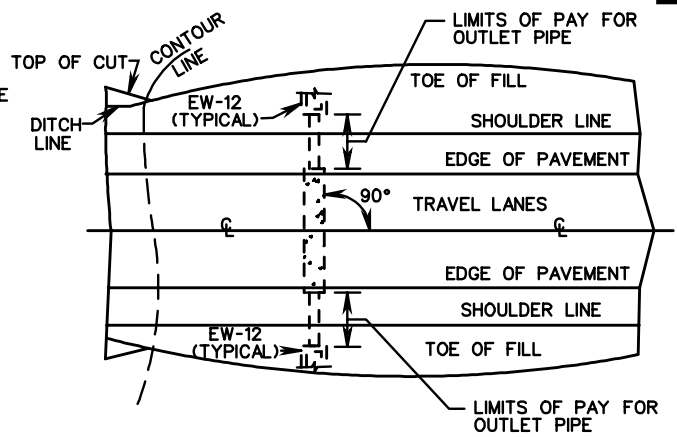 LIMITS OF PAY FOR
OUTLET PIPE
TOP OF CUT
CONTOUR
LINE
TOE OF FILL
E
EW-12
(TYPICAL)
DITCH
LINE
SHOULDER LINE
EDGE OF PAVEMENT
90°
TRAVEL LANES
℄
℄
EDGE OF PAVEMENT
SHOULDER LINE
EW-12
(TYPICAL)
TOE OF FILL
LIMITS OF PAY FOR
OUTLET PIPE